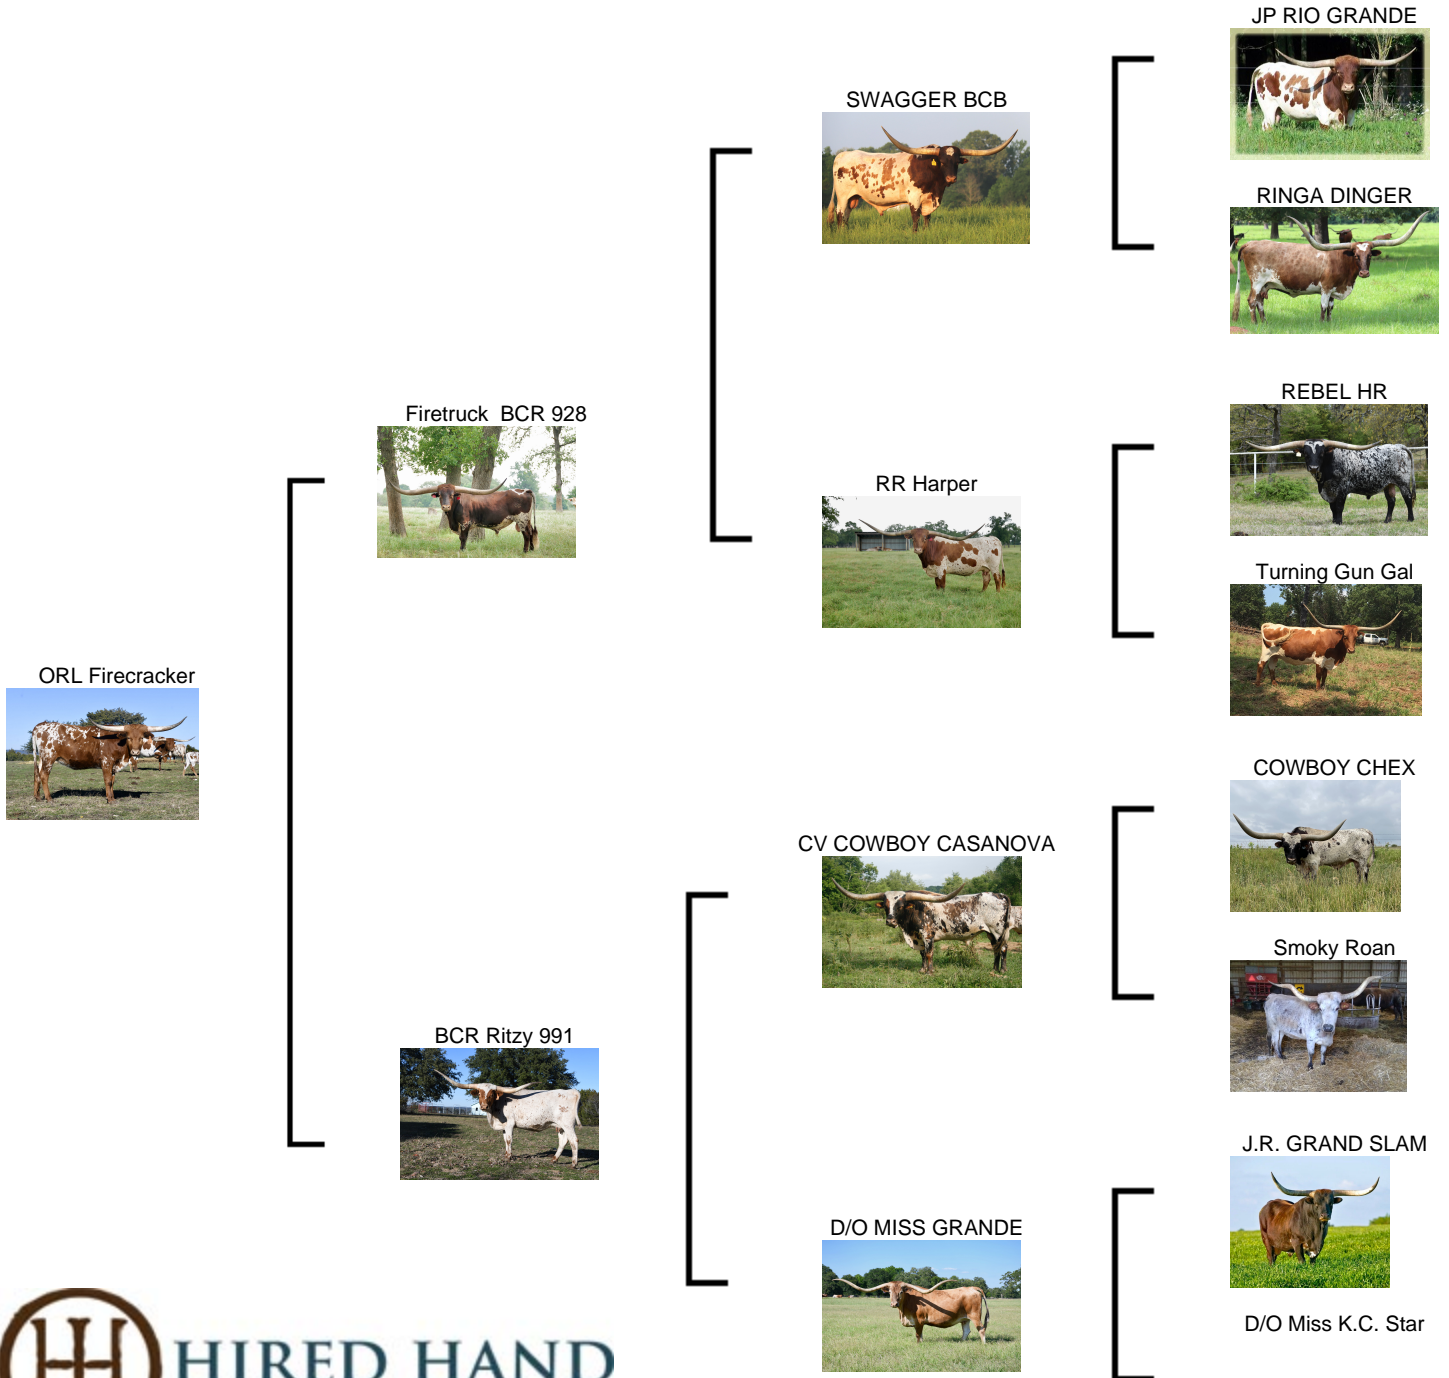 JP RIO GRANDE
SWAGGER BCB
RINGA DINGER
REBEL HR
Firetruck  BCR 928
RR Harper
Turning Gun Gal
ORL Firecracker
COWBOY CHEX
CV COWBOY CASANOVA
Smoky Roan
BCR Ritzy 991
J.R. GRAND SLAM
D/O MISS GRANDE
D/O Miss K.C. Star
HIRED HAND